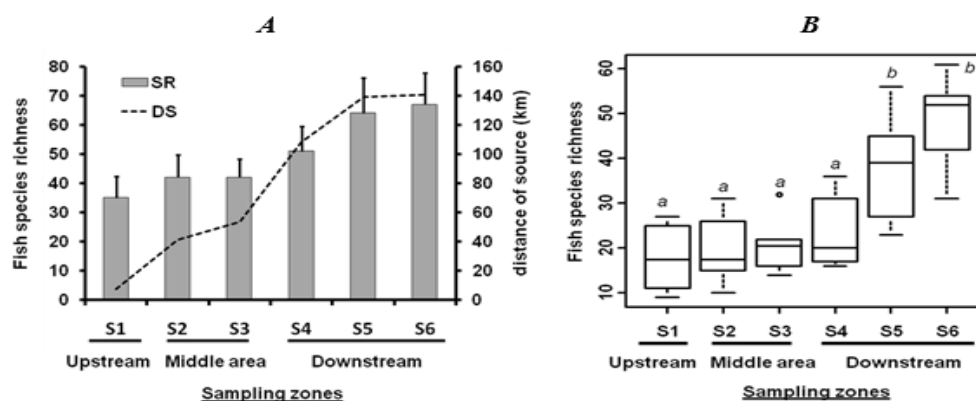 A
80
70
60
50
40
30
20
10
0
Fish species richness
SR
DS
160
140
120
100
80
60
40
20
0
distance of source (km)
S1 S2 S3 S4 S5 S6
Upstream Middle area Downstream
Sampling zones
B
60
50
40
30
20
10
Fish species richness
a a a a b b
S1 S2 S3 S4 S5 S6
Upstream Middle area Downstream
Sampling zones